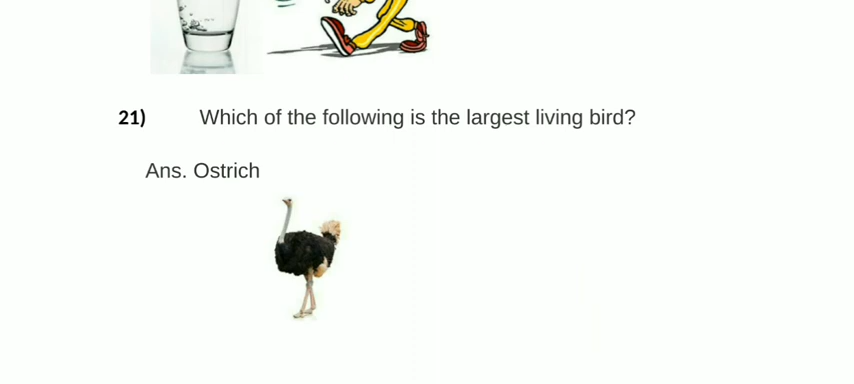 21) Which of the following is the largest living bird?
Ans. Ostrich